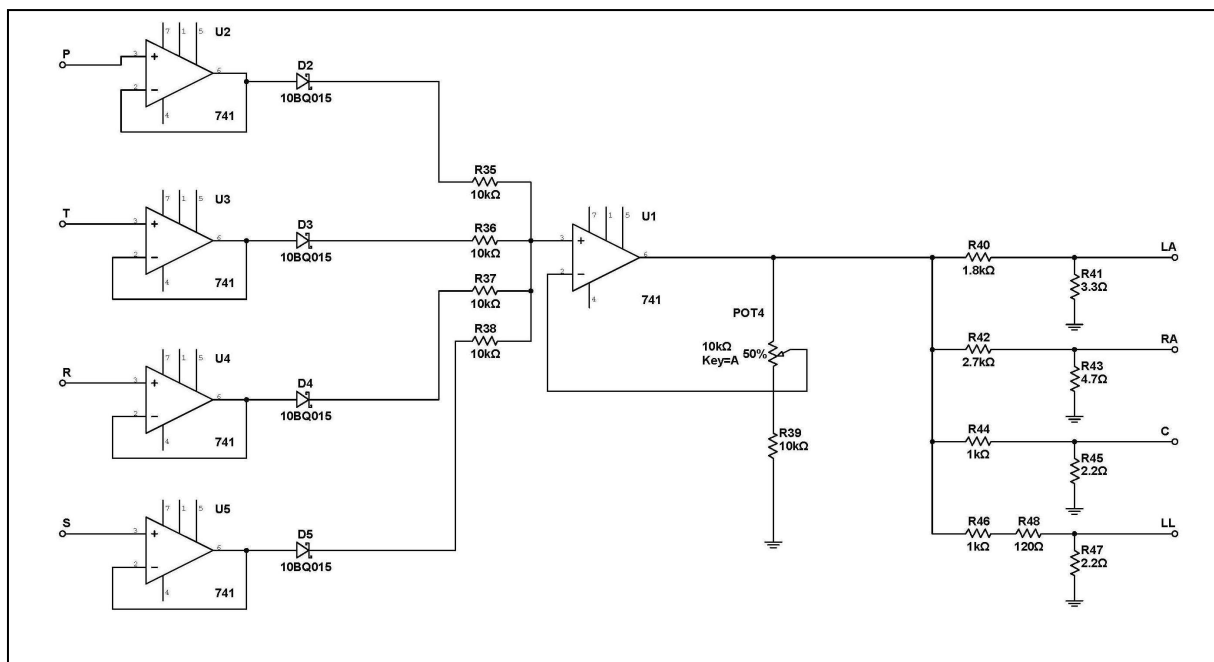 P
3
2
7
1
5
U2
6
4
741
D2
10BQ015
T
3
2
7
1
5
U3
6
4
741
D3
10BQ015
R
3
2
7
1
5
U4
6
4
741
D4
10BQ015
S
3
2
7
1
5
U5
6
4
741
D5
10BQ015
R35
10kΩ
R36
10kΩ
R37
10kΩ
R38
10kΩ
3
2
7
1
5
U1
6
4
741
POT4
10kΩ
50%
Key=A
R39
10kΩ
R40
1.8kΩ
LA
R41
3.3Ω
R42
2.7kΩ
RA
R43
4.7Ω
R44
1kΩ
C
R45
2.2Ω
R46
1kΩ
R48
120Ω
LL
R47
2.2Ω